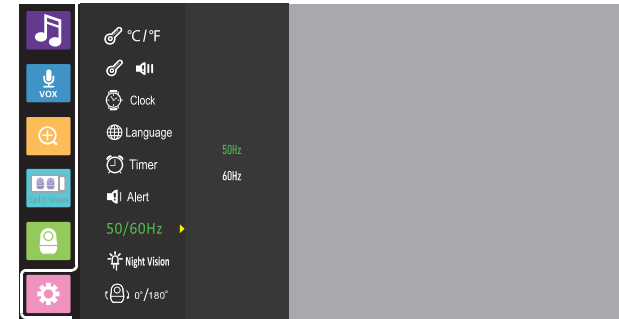 °C/°F
VOX
Clock
Language
Timer
50Hz
60Hz
Split Screen
Alert
50/60Hz
Night Vision
0°/180°